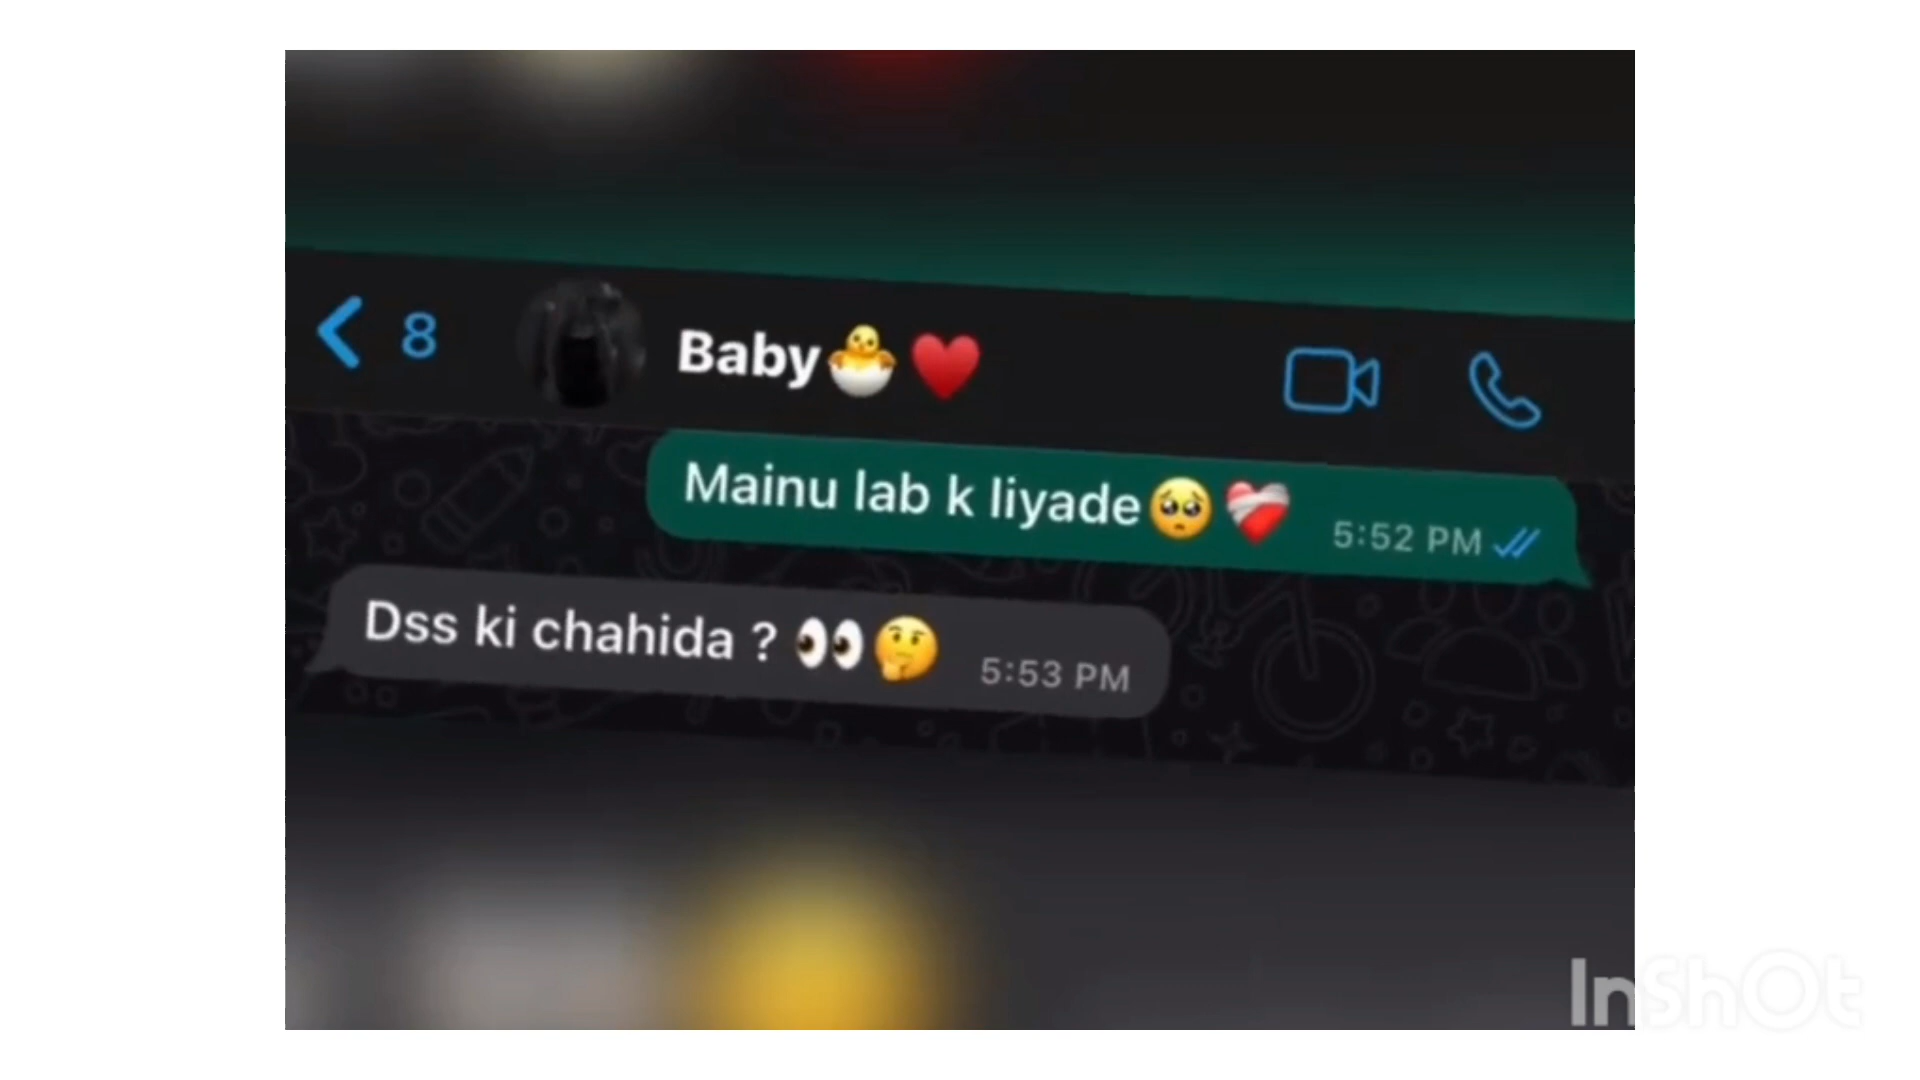 8
Baby🐣♥️
Mainu lab k liyade🥺❤️‍🩹 5:52 PM
Dss ki chahida ? 👀🤔 5:53 PM
InShOt